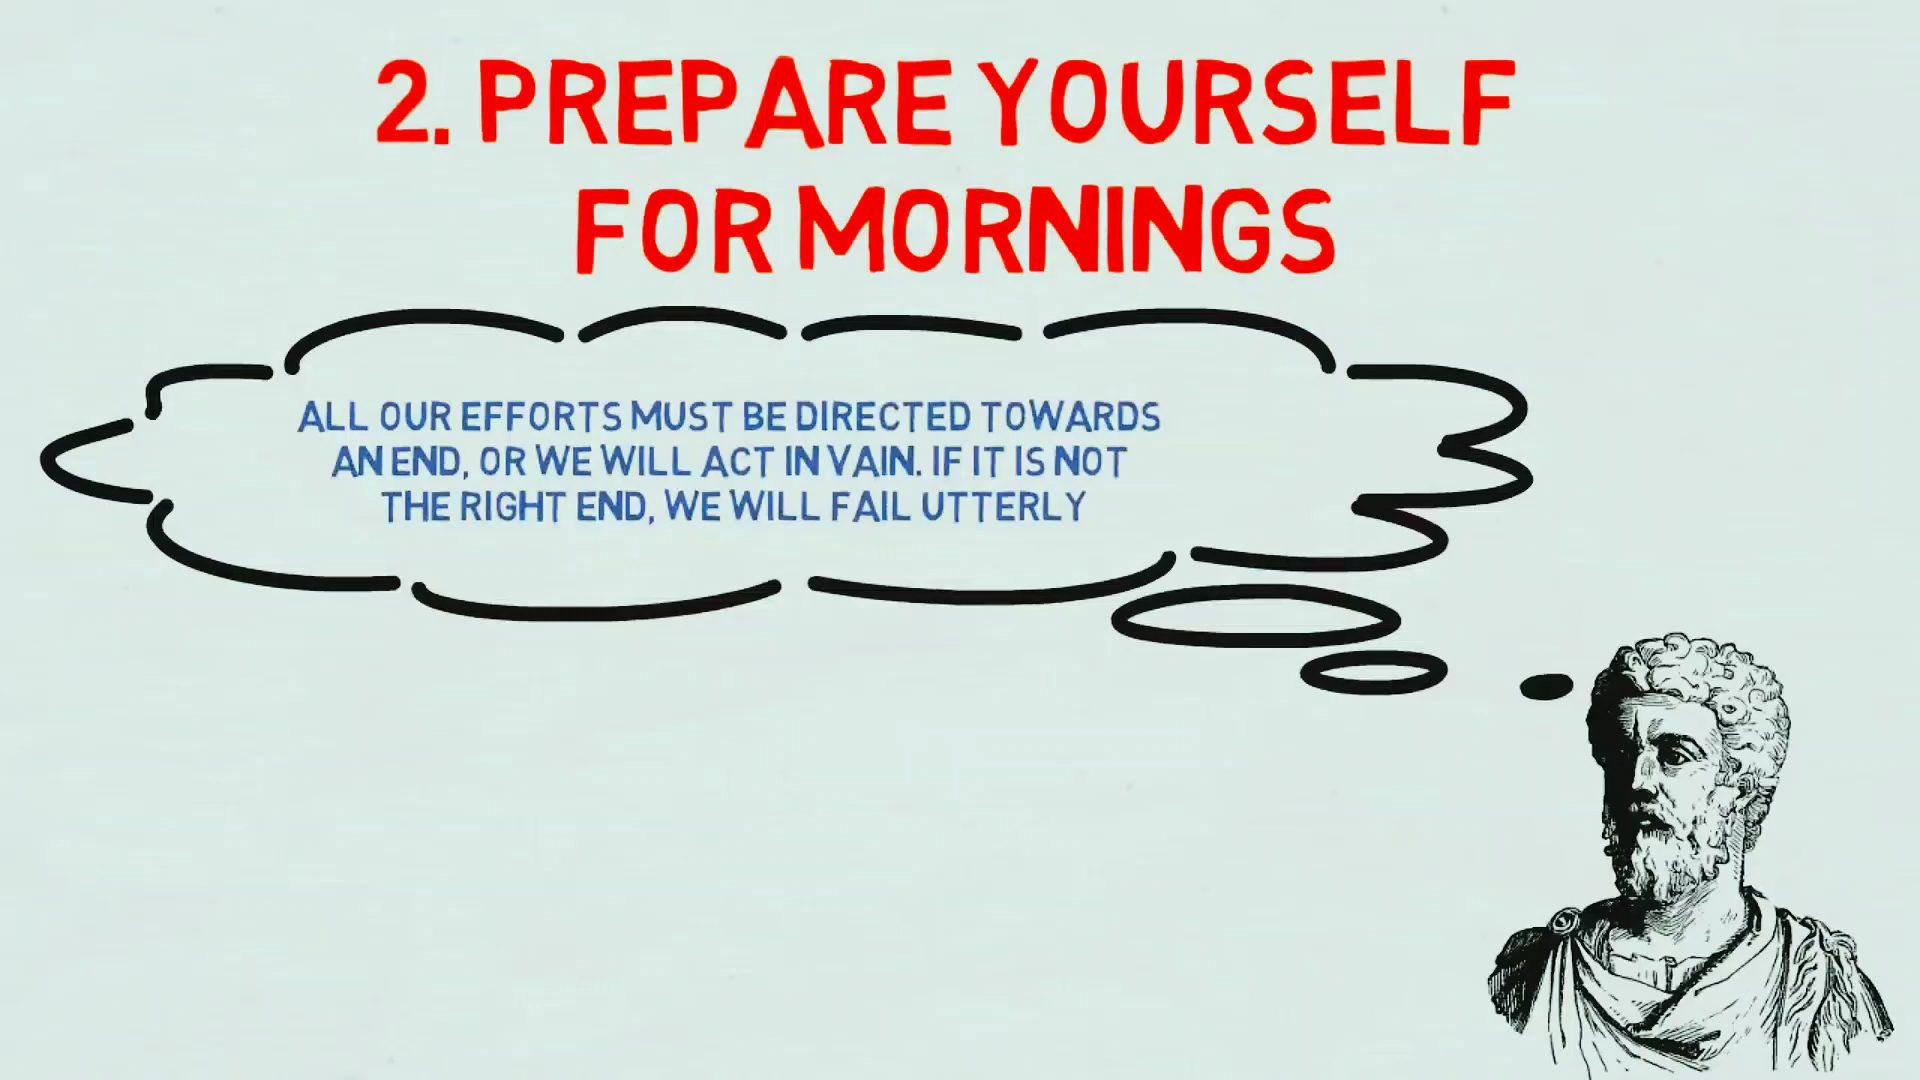 2. PREPARE YOURSELF
FOR MORNINGS
ALL OUR EFFORTS MUST BE DIRECTED TOWARDS
AN END, OR WE WILL ACT IN VAIN. IF IT IS NOT
THE RIGHT END, WE WILL FAIL UTTERLY